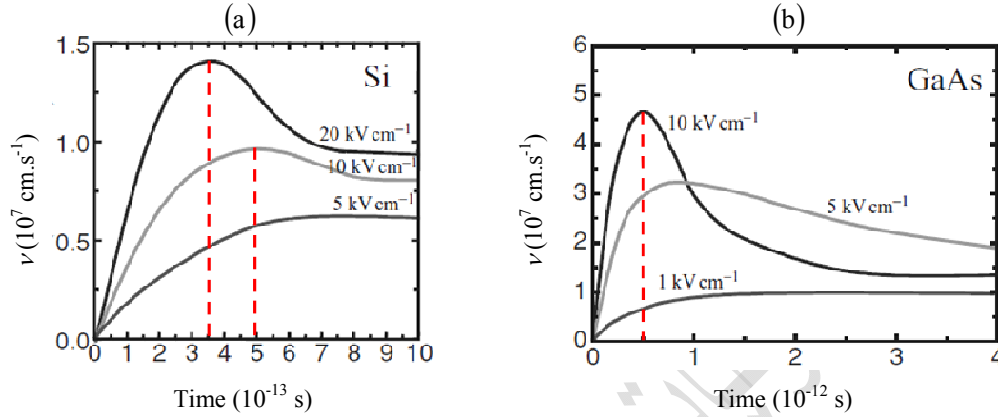 (a)
1.5
1.0
0.5
0.0
ν (10⁷ cm.s⁻¹)
Si
20 kV cm⁻¹
10 kV cm⁻¹
5 kV cm⁻¹
0 1 2 3 4 5 6 7 8 9 10
Time (10⁻¹³ s)
(b)
6
5
4
3
2
1
0
ν (10⁷ cm.s⁻¹)
GaAs
10 kV cm⁻¹
5 kV cm⁻¹
1 kV cm⁻¹
0 1 2 3 4
Time (10⁻¹² s)